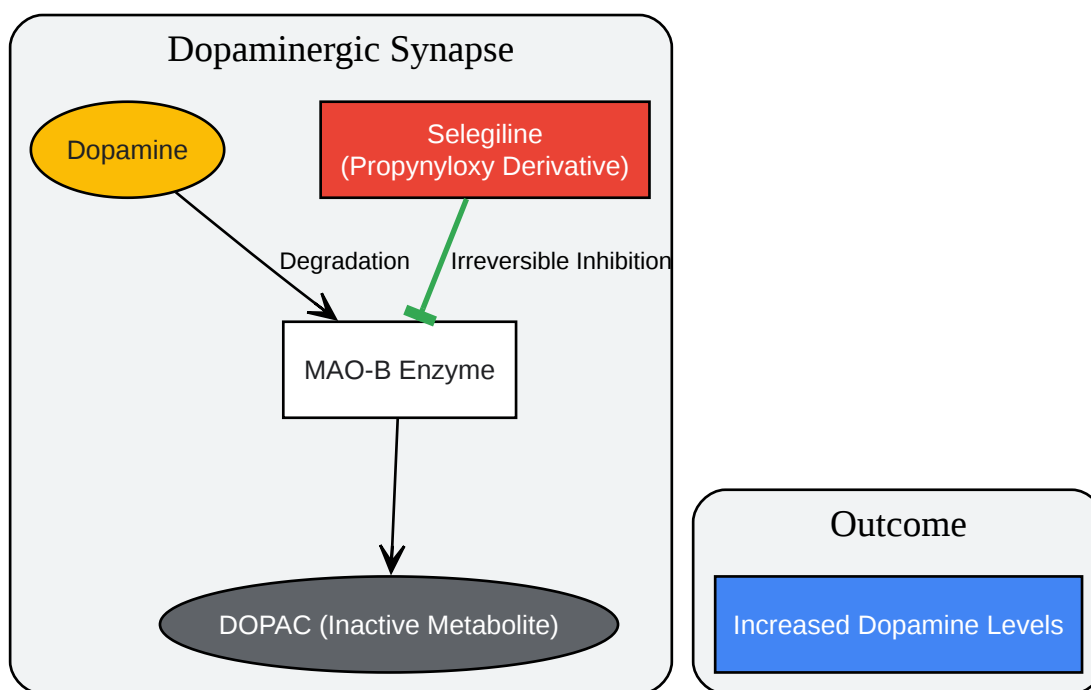 Dopaminergic Synapse
Dopamine
Selegiline
(Propynyloxy Derivative)
Degradation
Irreversible Inhibition
MAO-B Enzyme
DOPAC (Inactive Metabolite)
Outcome
Increased Dopamine Levels